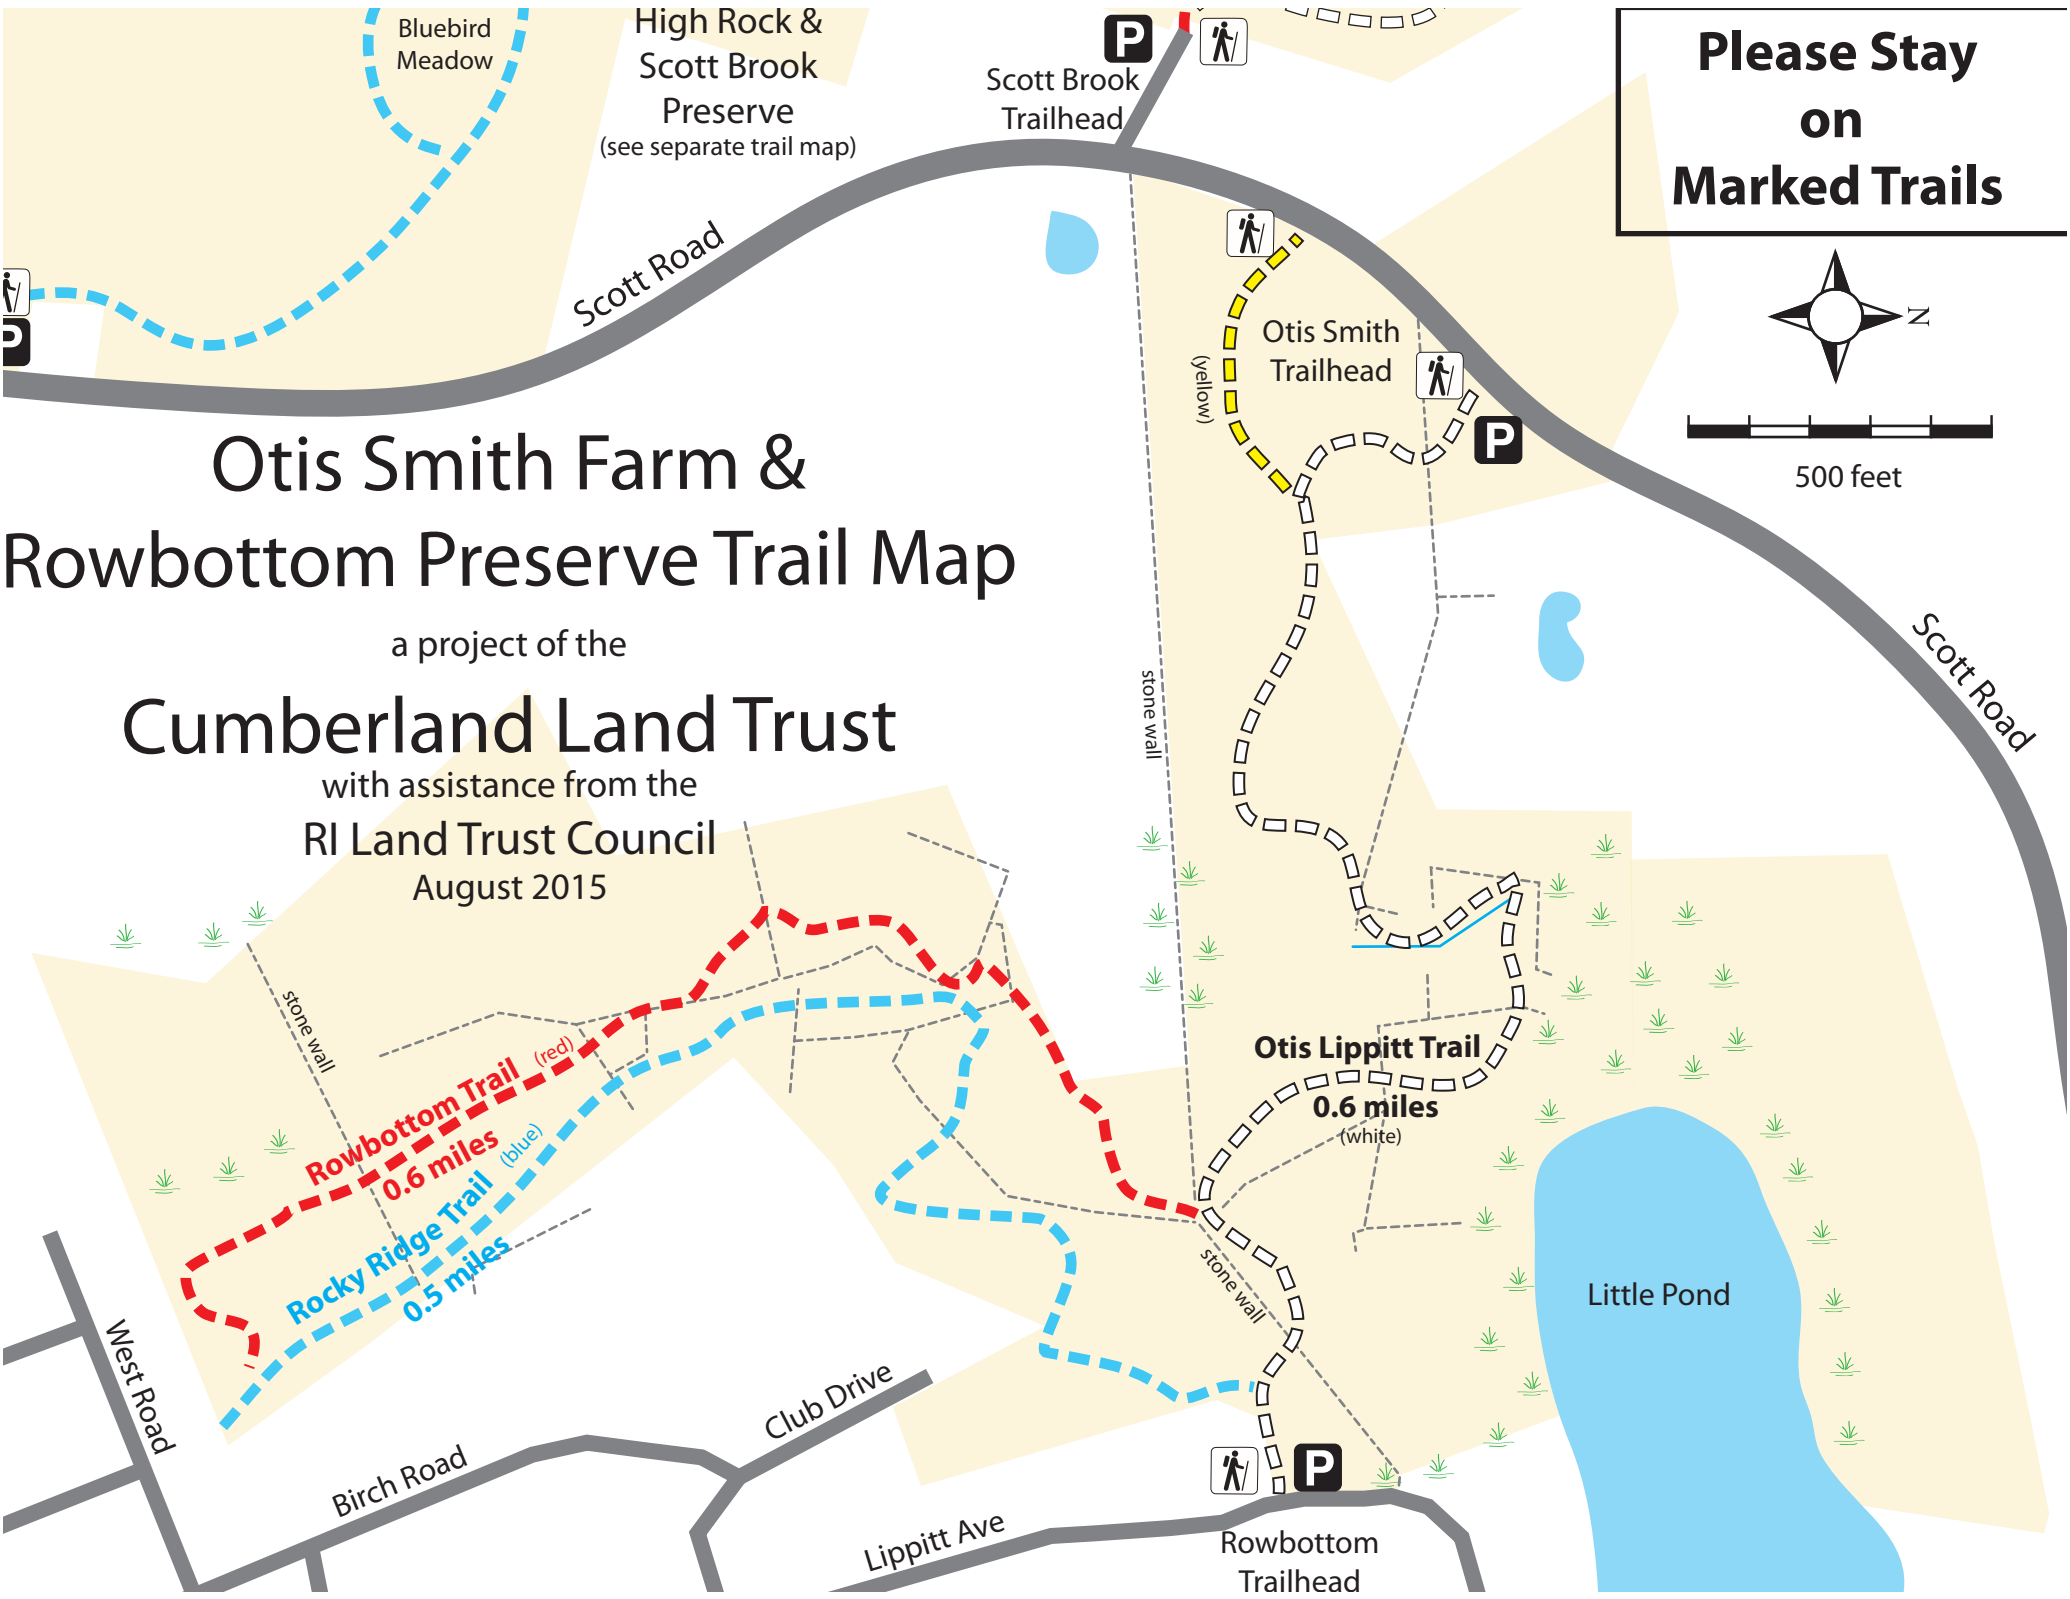 Bluebird
Meadow
High Rock &
Scott Brook
Preserve
(see separate trail map)
P
Scott Brook
Trailhead
Please Stay
on
Marked Trails
P
Scott Road
(yellow)
Otis Smith
Trailhead
P
N
500 feet
Otis Smith Farm &
Rowbottom Preserve Trail Map
a project of the
Cumberland Land Trust
with assistance from the
RI Land Trust Council
August 2015
stone wall
Scott Road
stone wall
Rowbottom Trail (red)
0.6 miles
Rocky Ridge Trail (blue)
0.5 miles
Otis Lippitt Trail
0.6 miles
(white)
stone wall
Little Pond
West Road
Birch Road
Club Drive
Lippitt Ave
P
Rowbottom
Trailhead